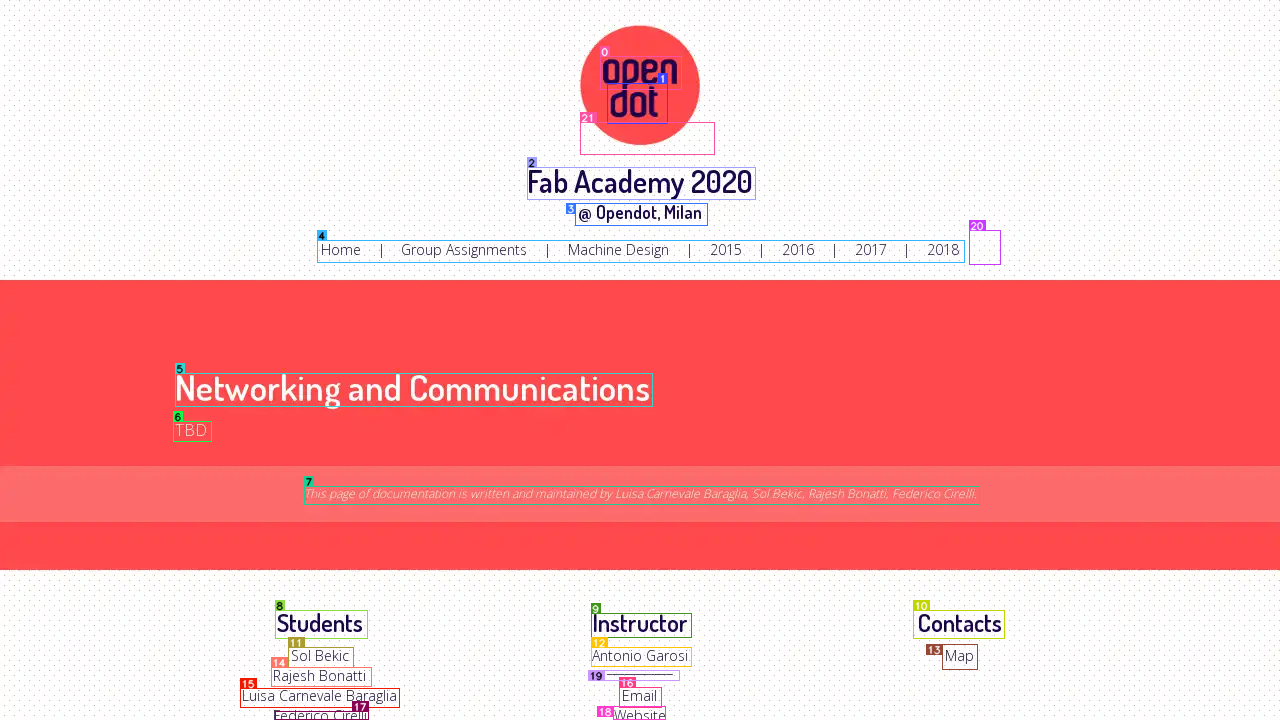 open
dot
Fab Academy 2020
@ Opendot, Milan
Home | Group Assignments | Machine Design | 2015 | 2016 | 2017 | 2018
Networking and Communications
TBD
This page of documentation is written and maintained by Luisa Carnevale Baraglia, Sol Bekic, Rajesh Bonatti, Federico Cirelli.
Students Instructor Contacts
Sol Bekic Antonio Garosi Map
Rajesh Bonatti
Luisa Carnevale Baraglia Email
Federico Cirelli Website